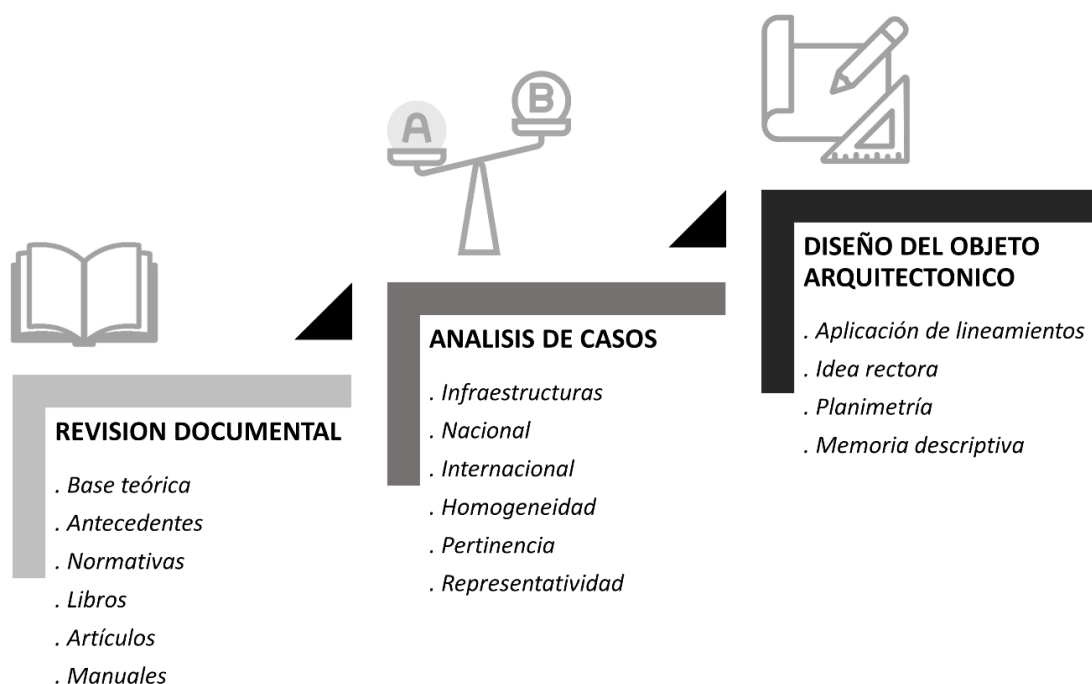 REVISION DOCUMENTAL
. Base teórica
. Antecedentes
. Normativas
. Libros
. Artículos
. Manuales
A
B
ANALISIS DE CASOS
. Infraestructuras
. Nacional
. Internacional
. Homogeneidad
. Pertinencia
. Representatividad
DISEÑO DEL OBJETO
ARQUITECTONICO
. Aplicación de lineamientos
. Idea rectora
. Planimetría
. Memoria descriptiva